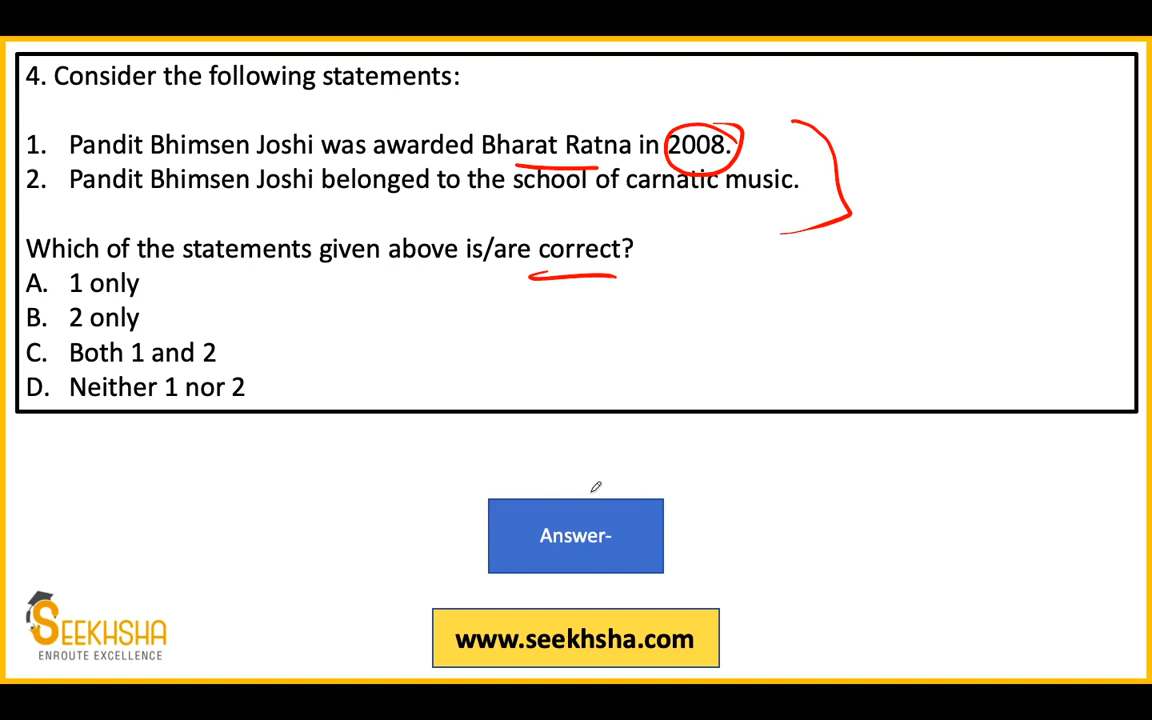 4. Consider the following statements:
1. Pandit Bhimsen Joshi was awarded Bharat Ratna in 2008.
2. Pandit Bhimsen Joshi belonged to the school of carnatic music.
Which of the statements given above is/are correct?
A. 1 only
B. 2 only
C. Both 1 and 2
D. Neither 1 nor 2
Answer-
SEEKHSHA
ENROUTE EXCELLENCE
www.seekhsha.com